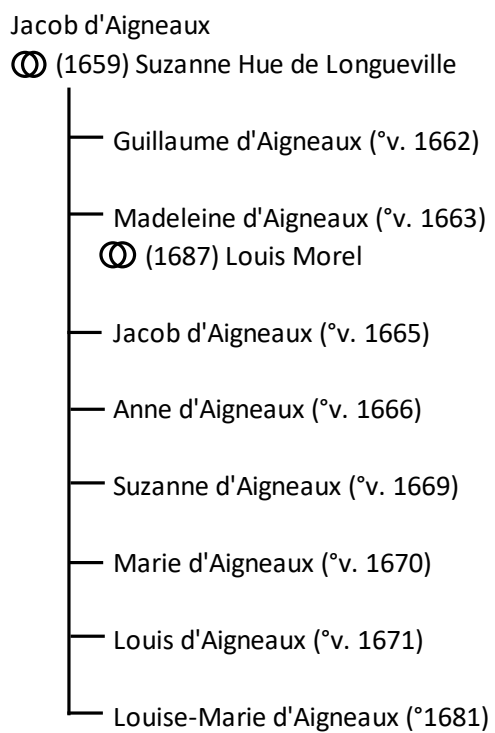 Jacob d'Aigneaux
(1659) Suzanne Hue de Longueville
Guillaume d'Aigneaux (°v. 1662)
Madeleine d'Aigneaux (°v. 1663)
(1687) Louis Morel
Jacob d'Aigneaux (°v. 1665)
Anne d'Aigneaux (°v. 1666)
Suzanne d'Aigneaux (°v. 1669)
Marie d'Aigneaux (°v. 1670)
Louis d'Aigneaux (°v. 1671)
Louise-Marie d'Aigneaux (°1681)